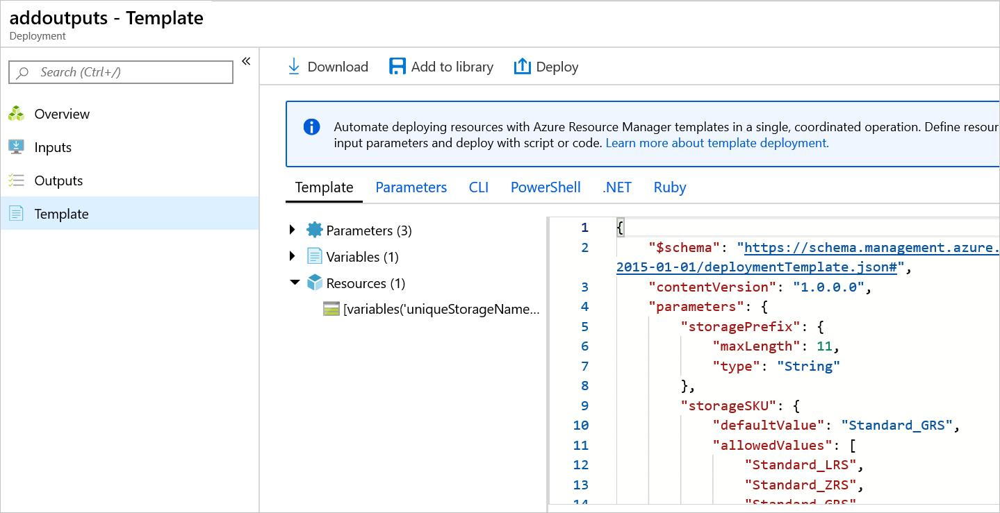 addoutputs - Template
Deployment
Search (Ctrl+/)
«
Overview
Inputs
Outputs
Template
Download
Add to library
Deploy
Automate deploying resources with Azure Resource Manager templates in a single, coordinated operation. Define
input parameters and deploy with script or code. Learn more about template deployment.
Template
Parameters
CLI
PowerShell
.NET
Ruby
Parameters (3)
Variables (1)
Resources (1)
[variables('uniqueStorageName...
1 {
2 "$schema": "https://schema.management.azure.
2015-01-01/deploymentTemplate.json#",
3 "contentVersion": "1.0.0.0",
4 "parameters": {
5 "storagePrefix": {
6 "maxLength": 11,
7 "type": "String"
8 },
9 "storageSKU": {
10 "defaultValue": "Standard_GRS",
11 "allowedValues": [
12 "Standard_LRS",
13 "Standard_ZRS",
14 "Standard_GRS"